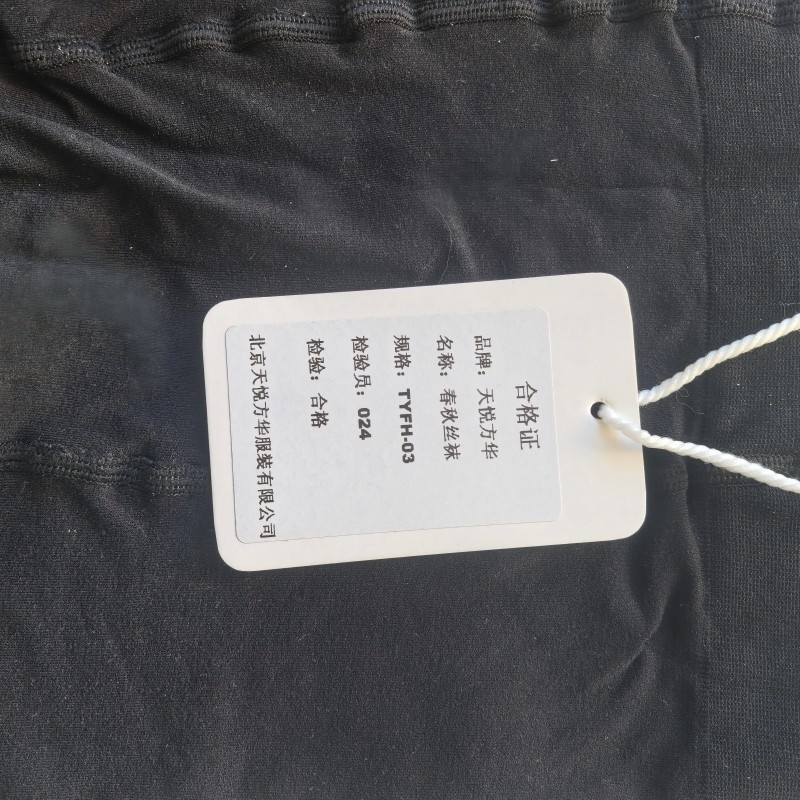 合格证
品牌：天悦方华
名称：春秋丝袜
规格：TYFH-03
检验员：024
检验：合格
北京天悦方华服装有限公司